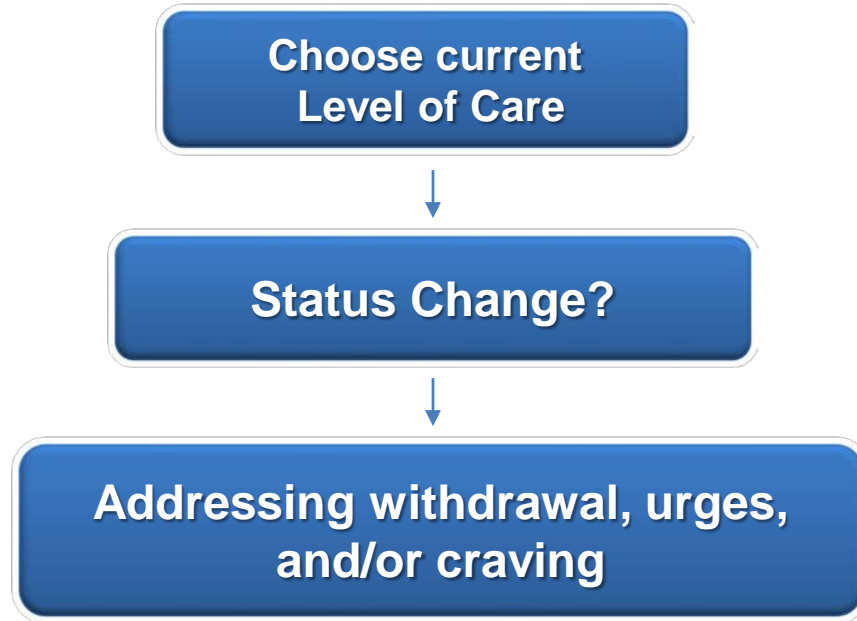 Choose current
Level of Care
Status Change?
Addressing withdrawal, urges,
and/or craving